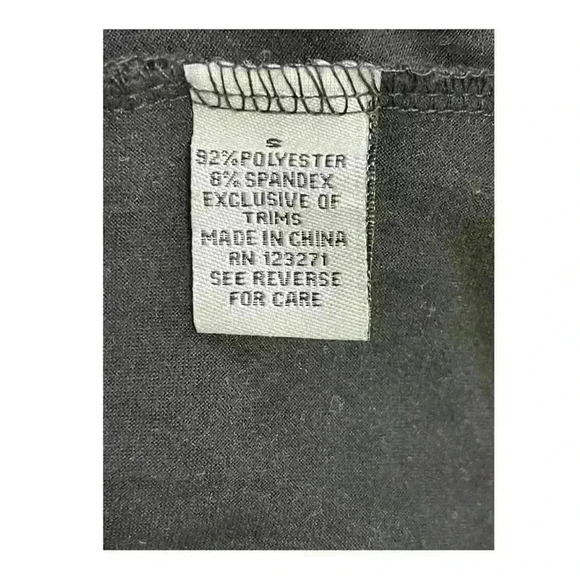 S
92%POLYESTER
8% SPANDEX
EXCLUSIVE OF
TRIMS
MADE IN CHINA
RN 123271
SEE REVERSE
FOR CARE